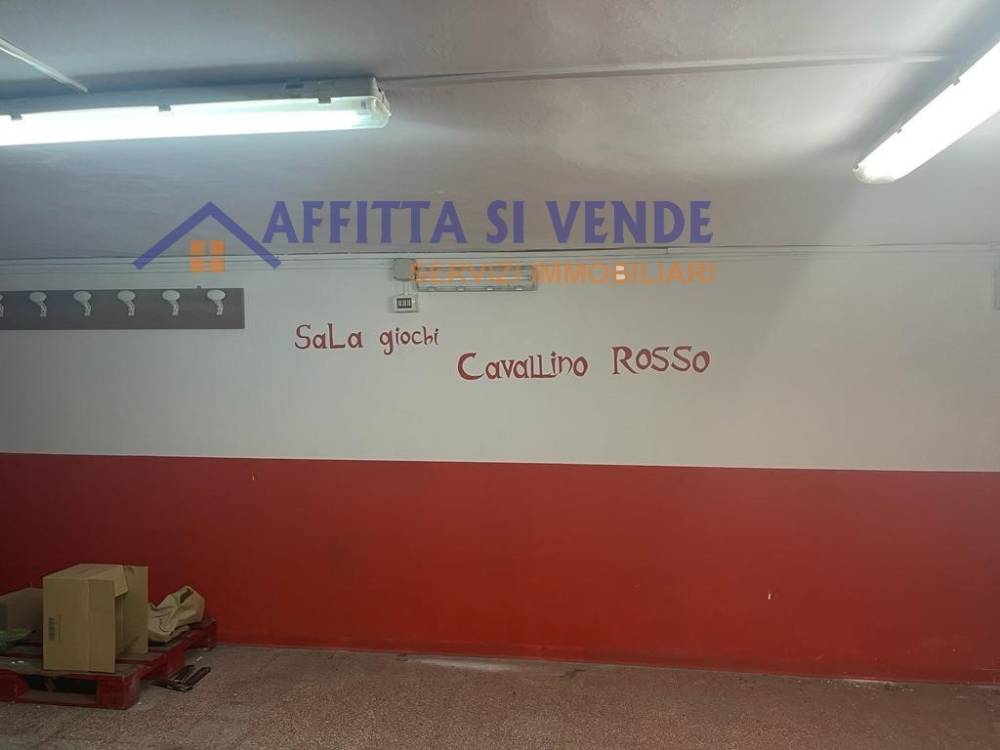 AFFITTA SI VENDE
SERVIZI IMMOBILIARI
SaLa giochi
CavaLLino Rosso